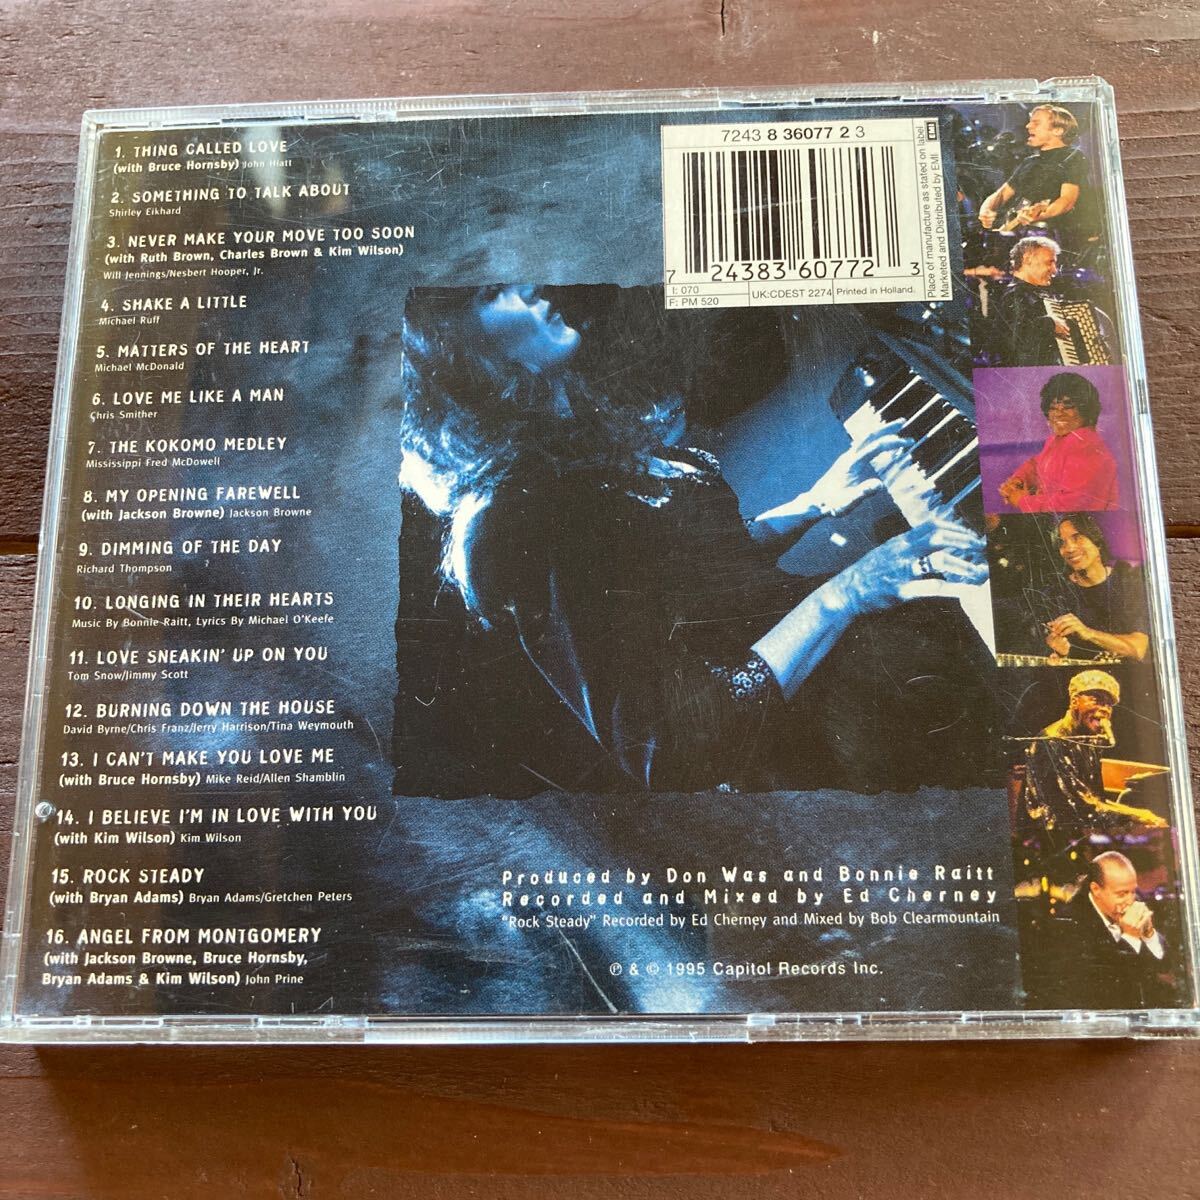 1. THING CALLED LOVE
(with Bruce Hornsby) John Hiatt
2. SOMETHING TO TALK ABOUT
Shirley Eikhard
3. NEVER MAKE YOUR MOVE TOO SOON
(with Ruth Brown, Charles Brown & Kim Wilson)
Will Jennings/Nesbert Hooper, Jr.
4. SHAKE A LITTLE
Michael Ruff
5. MATTERS OF THE HEART
Michael McDonald
6. LOVE ME LIKE A MAN
Chris Smither
7. THE KOKOMO MEDLEY
Mississippi Fred McDowell
8. MY OPENING FAREWELL
(with Jackson Browne) Jackson Browne
9. DIMMING OF THE DAY
Richard Thompson
10. LONGING IN THEIR HEARTS
Music By Bonnie Raitt, Lyrics By Michael O'Keefe
11. LOVE SNEAKIN' UP ON YOU
Tom Snow/Jimmy Scott
12. BURNING DOWN THE HOUSE
David Byrne/Chris Franz/Jerry Harrison/Tina Weymouth
13. I CAN'T MAKE YOU LOVE ME
(with Bruce Hornsby) Mike Reid/Allen Shamblin
14. I BELIEVE I'M IN LOVE WITH YOU
(with Kim Wilson) Kim Wilson
15. ROCK STEADY
(with Bryan Adams) Bryan Adams/Gretchen Peters
16. ANGEL FROM MONTGOMERY
(with Jackson Browne, Bruce Hornsby,
Bryan Adams & Kim Wilson) John Prine
7243 8 36077 2 3
7 24383 60772 3
I: 070
F: PM 520
UK:CDEST 2274
Printed in Holland.
Place of manufacture as stated on label
Marketed and Distributed by EMI
EMI
Produced by Don Was and Bonnie Raitt
Recorded and Mixed by Ed Cherney
"Rock Steady" Recorded by Ed Cherney and Mixed by Bob Clearmountain
℗ & © 1995 Capitol Records Inc.